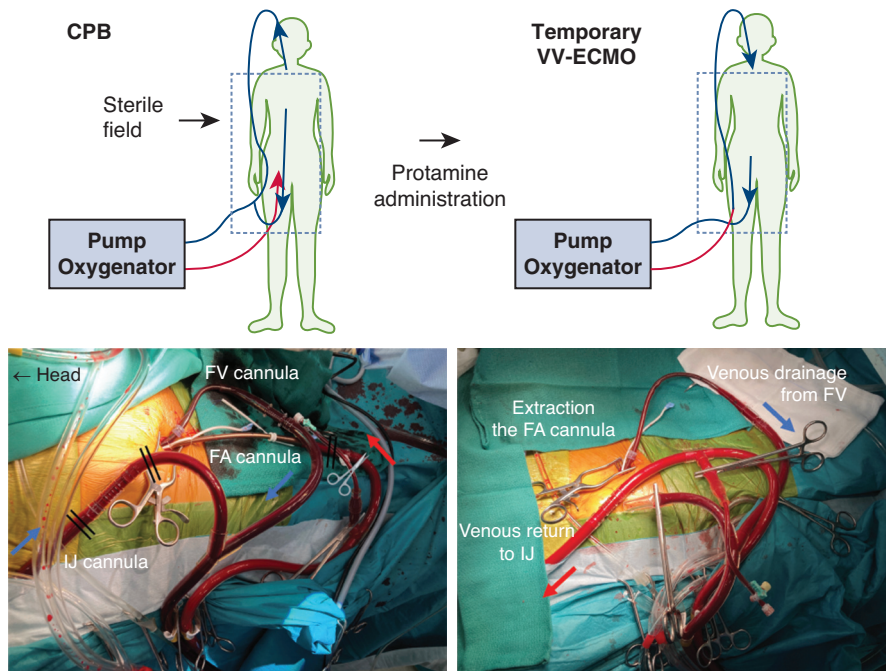 CPB
Sterile
field
Pump
Oxygenator
Protamine
administration
Temporary
VV-ECMO
Pump
Oxygenator
← Head
FV cannula
FA cannula
IJ cannula
Venous drainage
from FV
Extraction
the FA cannula
Venous return
to IJ